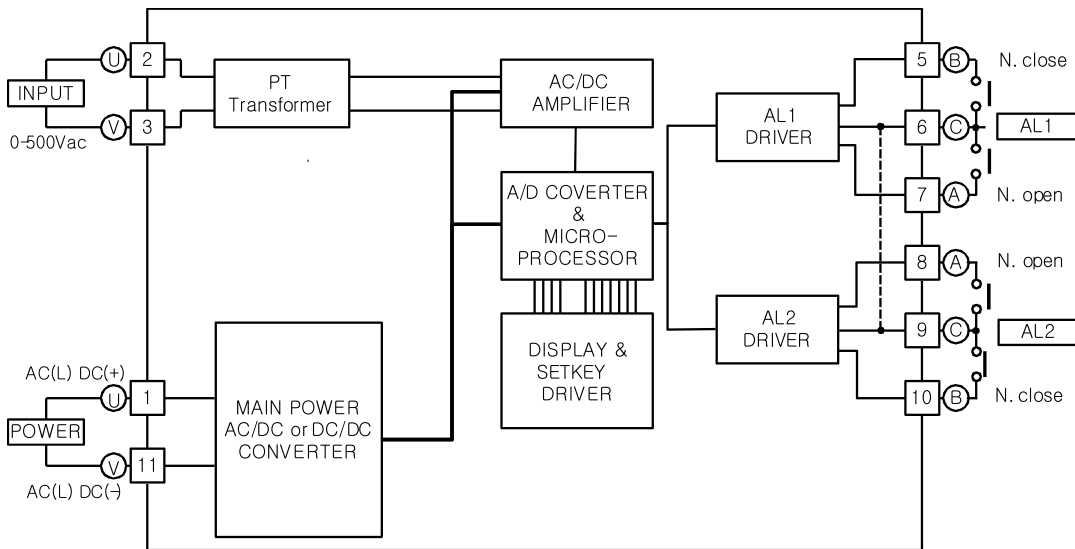 U
2
INPUT
V
3
0-500Vac
PT
Transformer
AC/DC
AMPLIFIER
A/D COVERTER
&
MICRO-
PROCESSOR
DISPLAY &
SETKEY
DRIVER
AL1
DRIVER
AL2
DRIVER
5
B
N. close
6
C
AL1
7
A
N. open
8
A
N. open
9
C
AL2
10
B
N. close
AC(L) DC(+)
U
1
POWER
V
11
AC(L) DC(-)
MAIN POWER
AC/DC or DC/DC
CONVERTER